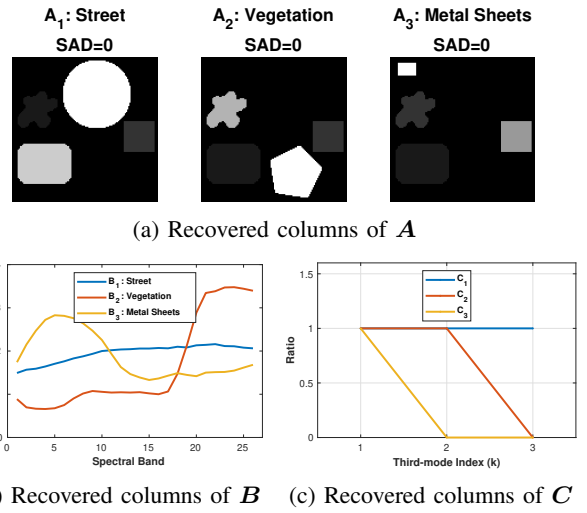 A1: Street A2: Vegetation A3: Metal Sheets
SAD=0 SAD=0 SAD=0
(a) Recovered columns of A
B1: Street
B2: Vegetation
B3: Metal Sheets
0 5 10 15 20 25
Spectral Band
) Recovered columns of B
C1
C2
C3
1.5
1
0.5
0
Ratio
1 2 3
Third-mode Index (k)
(c) Recovered columns of C